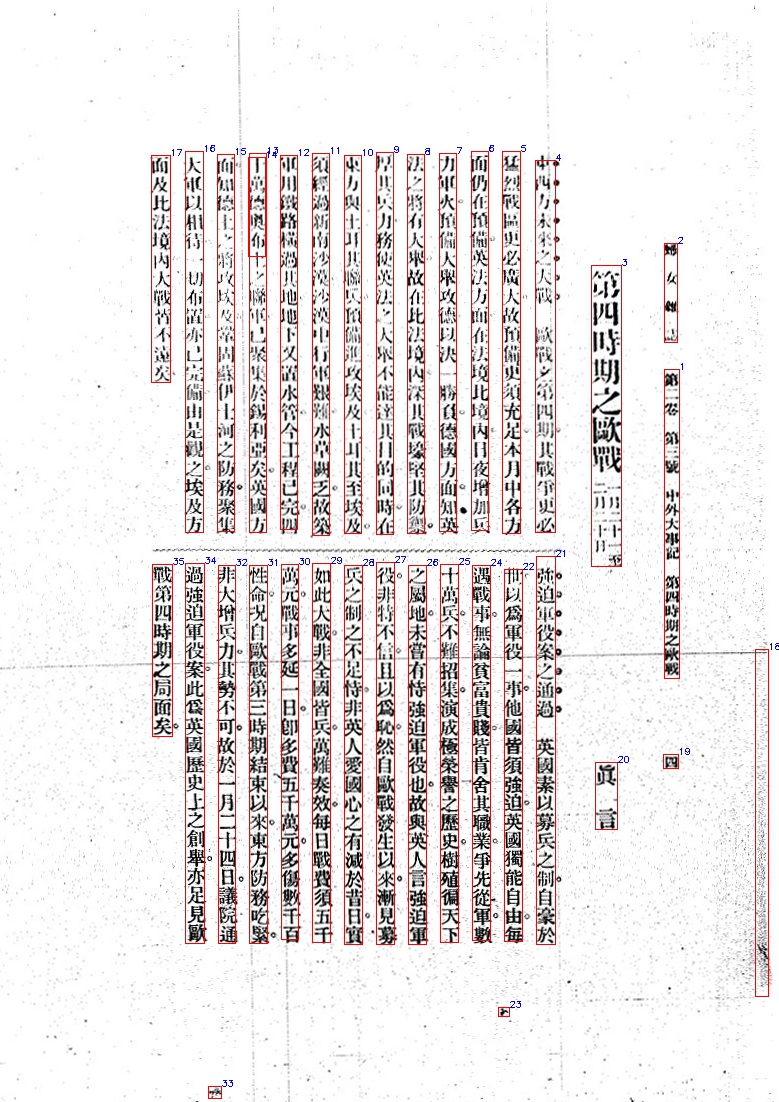 婦女雜誌
第二卷 第三號 中外大事記 第四時期之歐戰
四
第四時期之歐戰
一月二十一至
二月二十日
眞一言
東西方未來之大戰 歐戰之第四期其戰爭更必
猛烈戰區更必廣大故預備更須充足本月中各方
面仍在預備英法方面在法境比境內日夜增加兵
力軍火預備大舉攻德以決一勝負德國方面知英
法之將有大舉故在比法境內深其戰壕堅其防禦
厚其兵力務使英法之大舉不能達其目的同時在
東方與土耳其聯兵預備進攻埃及土耳其至埃及
須經過新南沙漠沙漠中行軍艱難水草闕乏故築
軍用鐵路橫過其地地下又置水管今工程已完四
十萬德奧布土之聯軍已聚集於錫利亞矣英國方
面知德土之將攻埃及鞏固蘇伊士河之防務聚集
大軍以相待一切布置亦已完備由是觀之埃及方
面及比法境內大戰皆不遠矣
強迫軍役案之通過 英國素以募兵之制自豪於
世以爲軍役一事他國皆須強迫英國獨能自由每
遇戰事無論貧富貴賤皆肯舍其職業爭先從軍數
十萬兵不難招集演成極榮譽之歷史樹殖徧天下
之屬地未嘗有恃強迫軍役也故與英人言強迫軍
役非特不信且以爲恥然自歐戰發生以來漸見募
兵之制之不足恃非英人愛國心之有減於昔日實
如此大戰非全國皆兵萬難奏效每日戰費須五千
萬元戰事多延一日卽多費五千萬元多傷數千百
性命况自歐戰第三時期結束以來東方防務吃緊
非大增兵力其勢不可故於一月二十四日議院通
過強迫軍役案此爲英國歷史上之創舉亦足見歐
戰第四時期之局面矣